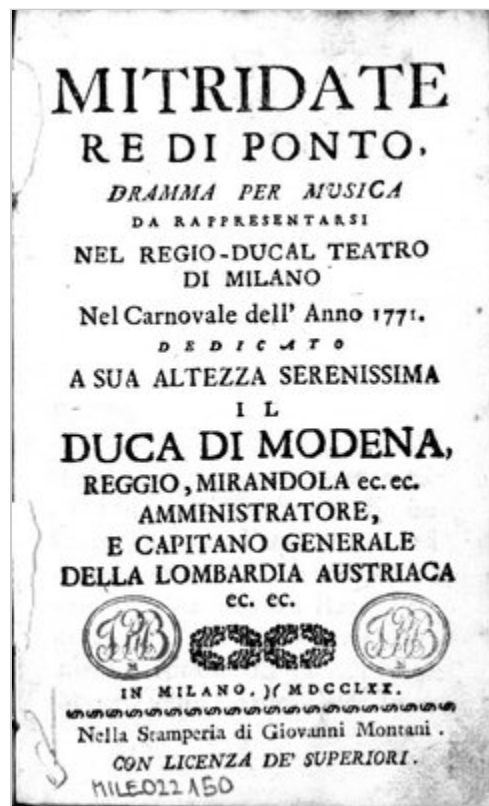 MITRIDATE
RE DI PONTO,
DRAMMA PER MUSICA
DA RAPPRESENTARSI
NEL REGIO-DUCAL TEATRO
DI MILANO
Nel Carnovale dell' Anno 1771.
DEDICATO
A SUA ALTEZZA SERENISSIMA
IL
DUCA DI MODENA,
REGGIO, MIRANDOLA ec. ec.
AMMINISTRATORE,
E CAPITANO GENERALE
DELLA LOMBARDIA AUSTRIACA
ec. ec.
IN MILANO, )( MDCCLXX.
Nella Stamperia di Giovanni Montani.
CON LICENZA DE' SUPERIORI.
MILE022150